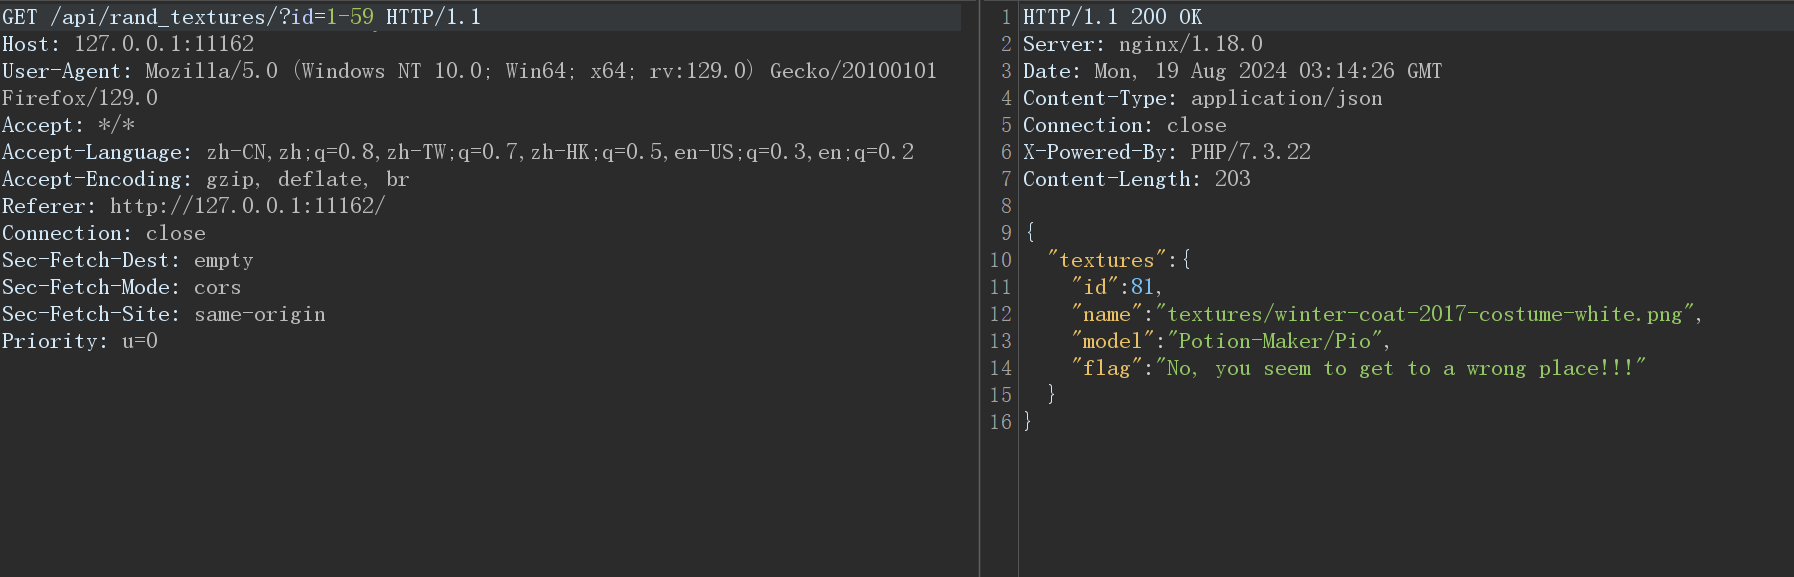 GET /api/rand_textures/?id=1-59 HTTP/1.1
Host: 127.0.0.1:11162
User-Agent: Mozilla/5.0 (Windows NT 10.0; Win64; x64; rv:129.0) Gecko/20100101
Firefox/129.0
Accept: */*
Accept-Language: zh-CN,zh;q=0.8,zh-TW;q=0.7,zh-HK;q=0.5,en-US;q=0.3,en;q=0.2
Accept-Encoding: gzip, deflate, br
Referer: http://127.0.0.1:11162/
Connection: close
Sec-Fetch-Dest: empty
Sec-Fetch-Mode: cors
Sec-Fetch-Site: same-origin
Priority: u=0
1 HTTP/1.1 200 OK
2 Server: nginx/1.18.0
3 Date: Mon, 19 Aug 2024 03:14:26 GMT
4 Content-Type: application/json
5 Connection: close
6 X-Powered-By: PHP/7.3.22
7 Content-Length: 203
8
9 {
10 "textures":{
11 "id":81,
12 "name":"textures/winter-coat-2017-costume-white.png",
13 "model":"Potion-Maker/Pio",
14 "flag":"No, you seem to get to a wrong place!!!"
15 }
16 }